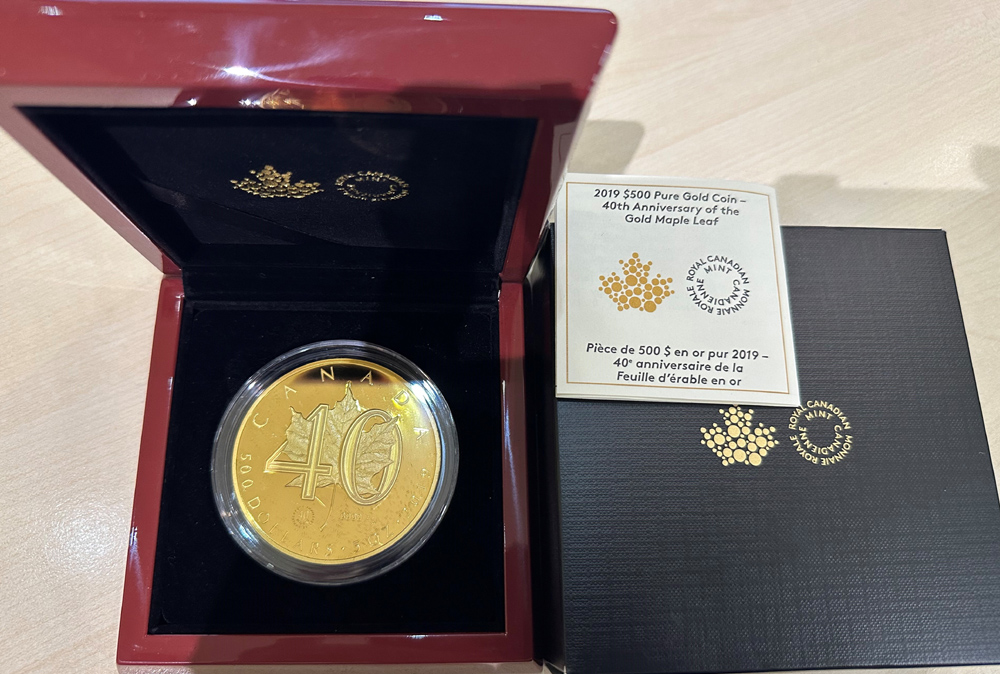 2019 $500 Pure Gold Coin –
40th Anniversary of the
Gold Maple Leaf
ROYAL CANADIAN MINT
MONNAIE ROYALE CANADIENNE
Pièce de 500 $ en or pur 2019 –
40e anniversaire de la
Feuille d'érable en or
ROYAL CANADIAN MINT
MONNAIE ROYALE CANADIENNE
CANADA
40
500 DOLLARS